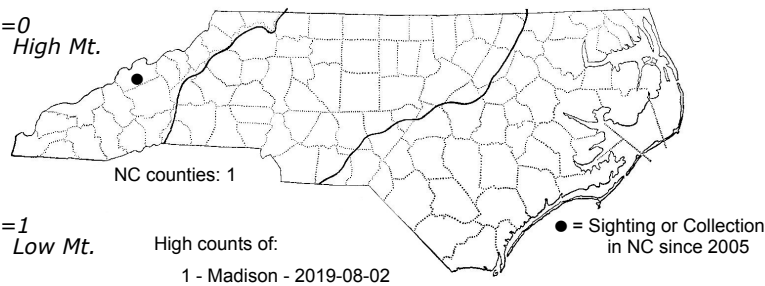 =0
High Mt.
NC counties: 1
=1
Low Mt.
High counts of:
1 - Madison - 2019-08-02
● = Sighting or Collection
in NC since 2005